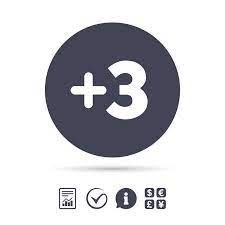 +3
i
$ €
£ ¥